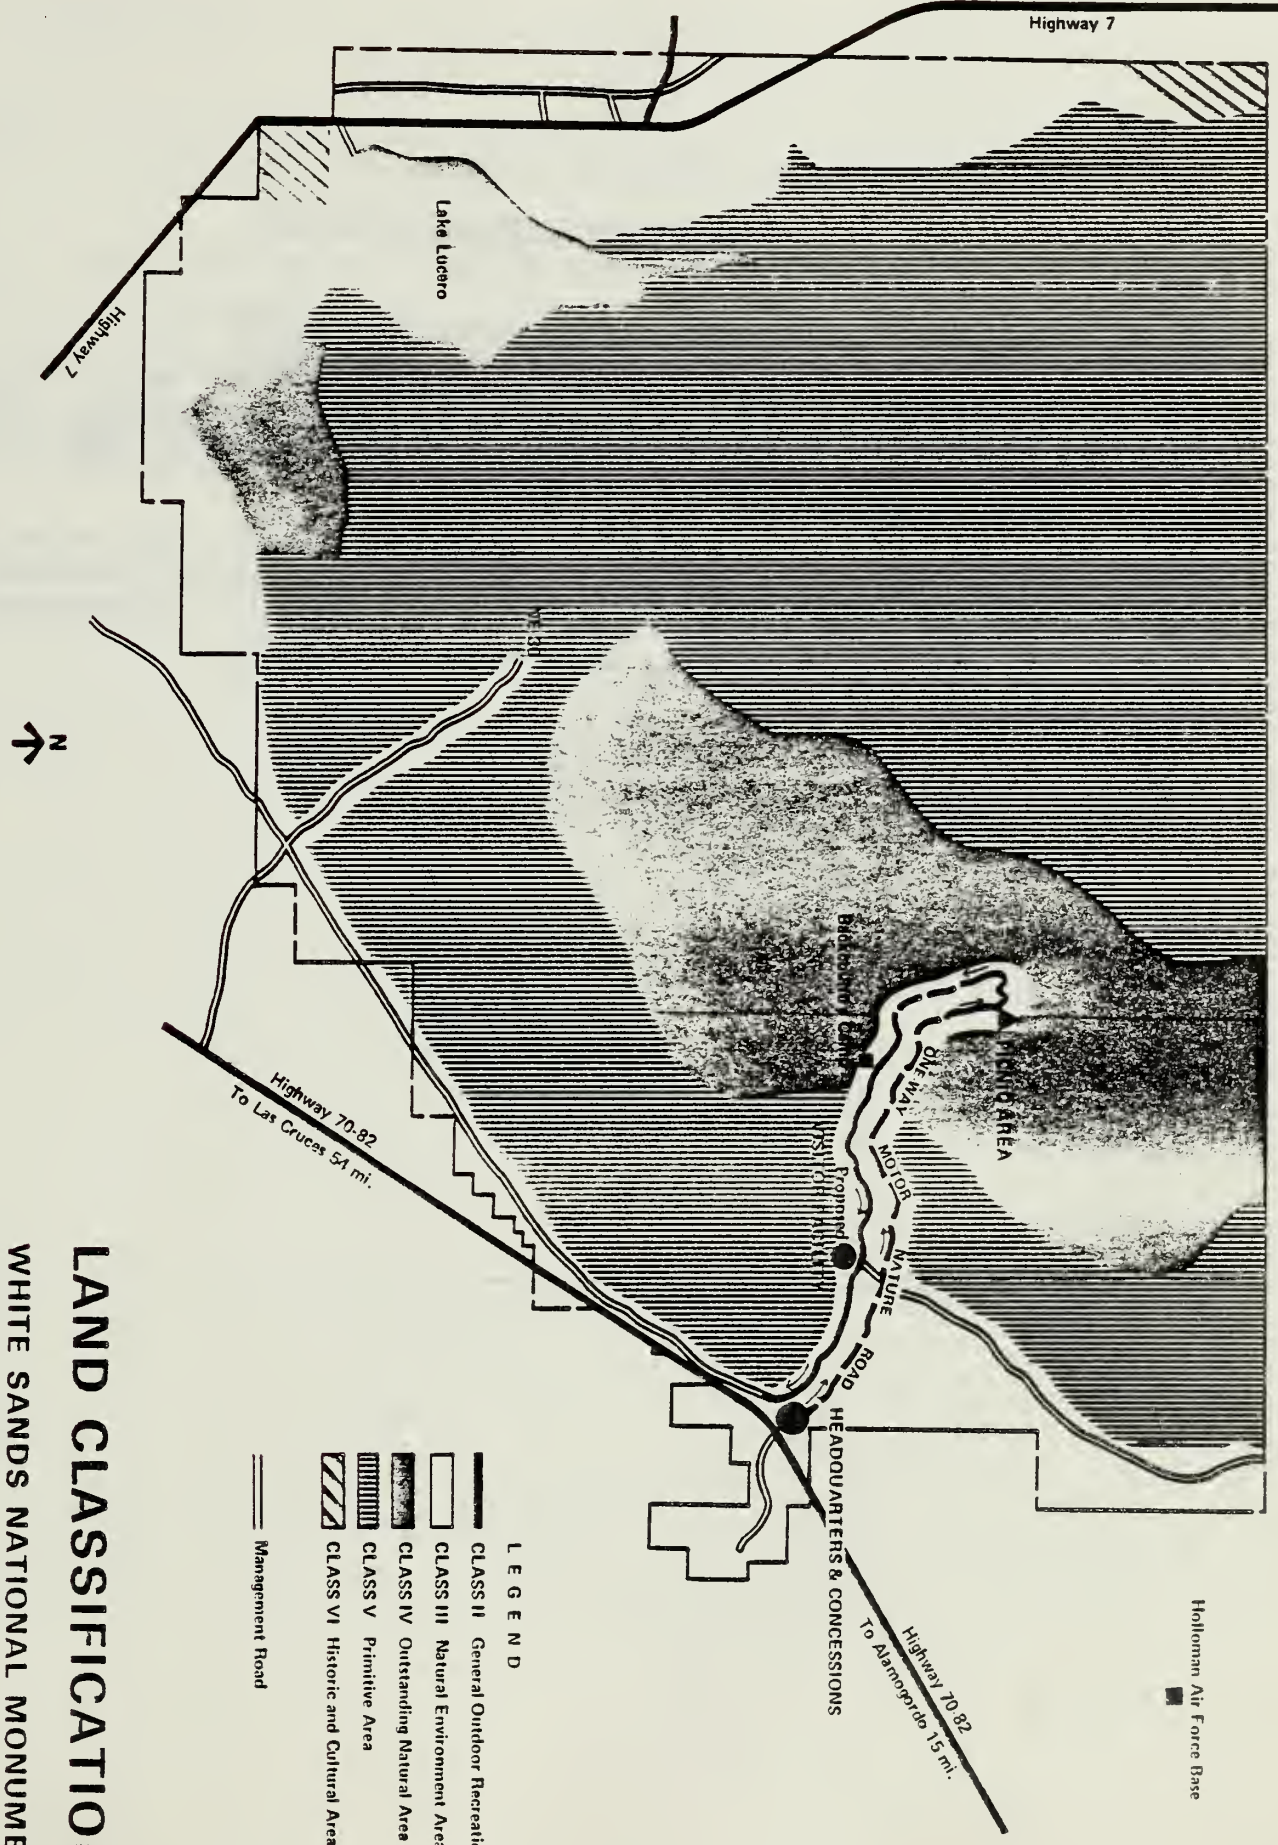 Highway 7
Lake Lucero
Highway 7
N
Highway 70-82
To Las Cruces 54 mi.
PICNIC AREA
ONE WAY MOTOR NATURE ROAD
Proposed
HEADQUARTERS & CONCESSIONS
Highway 70-82
To Alamogordo 15 mi.
Holloman Air Force Base
LEGEND
CLASS II General Outdoor Recreatio
CLASS III Natural Environment Area
CLASS IV Outstanding Natural Area
CLASS V Primitive Area
CLASS VI Historic and Cultural Area
Management Road
LAND CLASSIFICATIO
WHITE SANDS NATIONAL MONUME